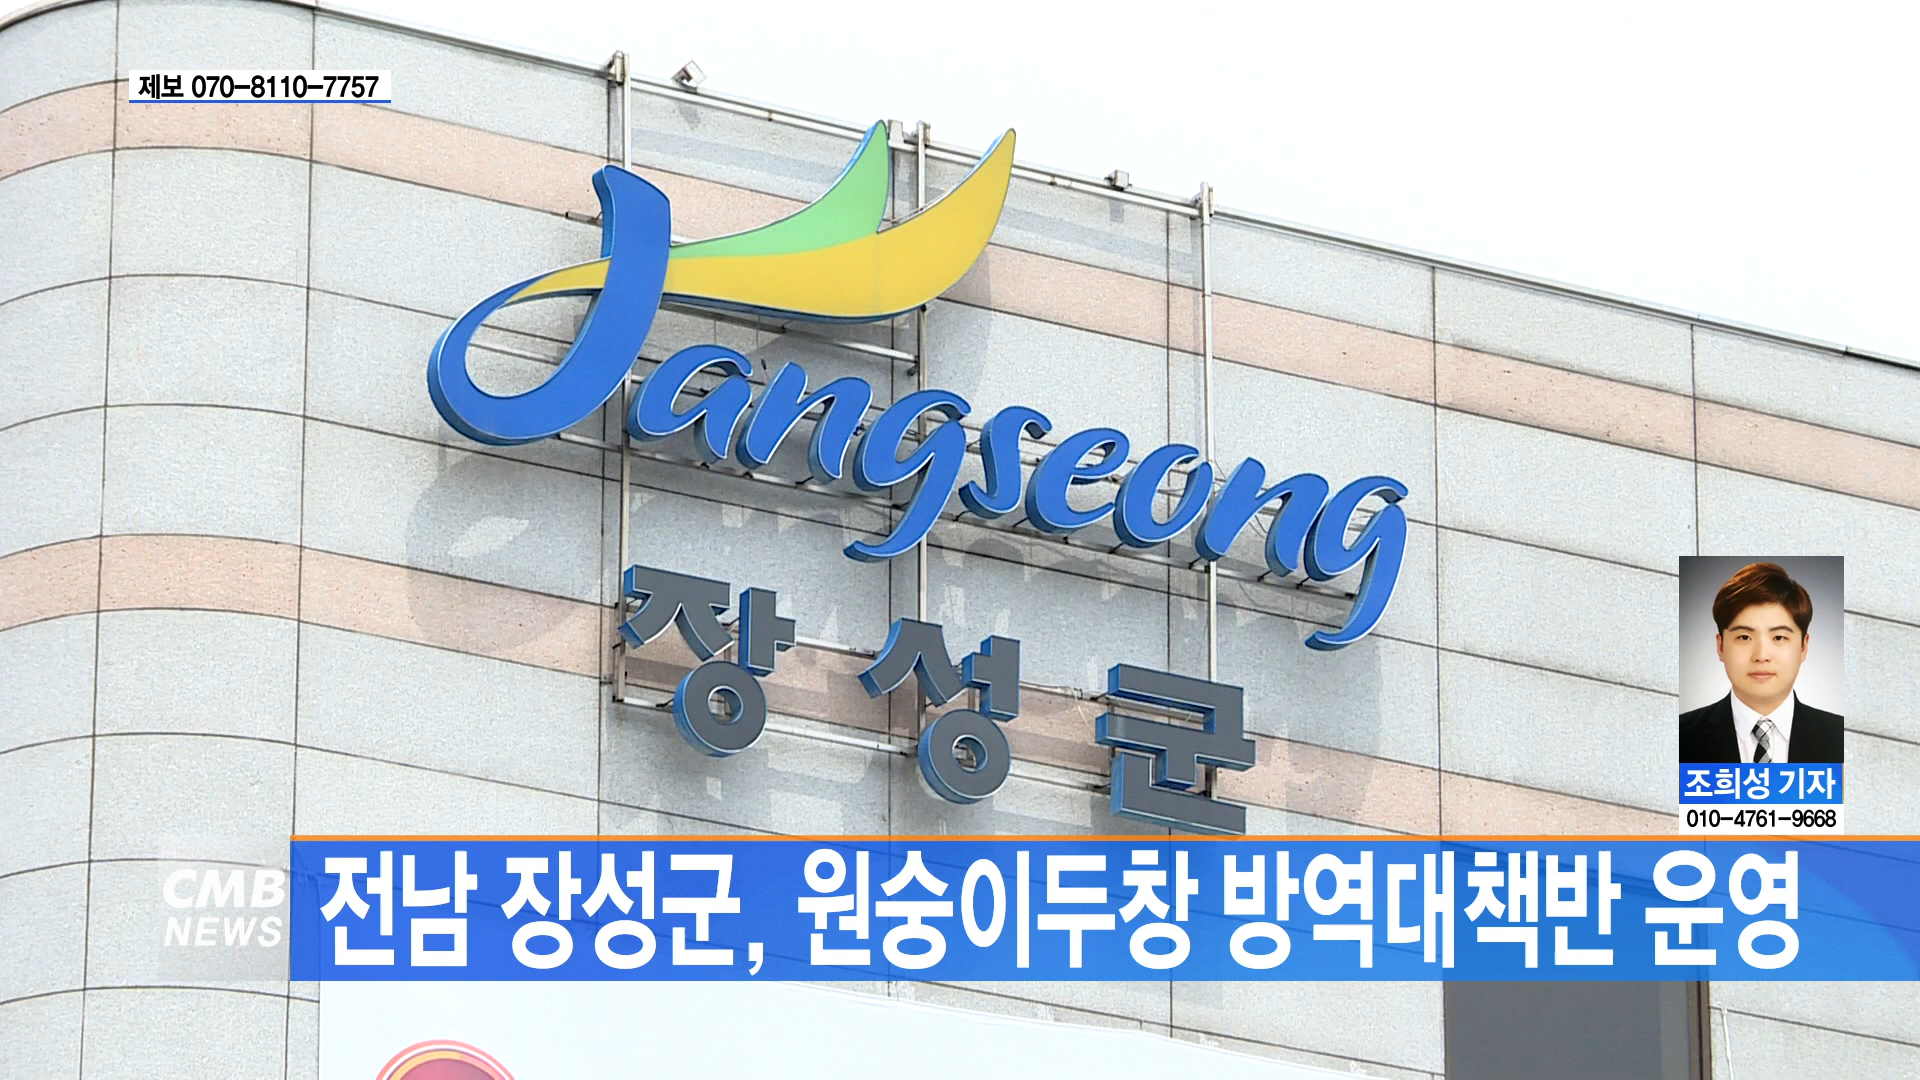 제보 070-8110-7757
Jangseong
장성군
조희성 기자
010-4761-9668
CMB
NEWS
전남 장성군, 원숭이두창 방역대책반 운영